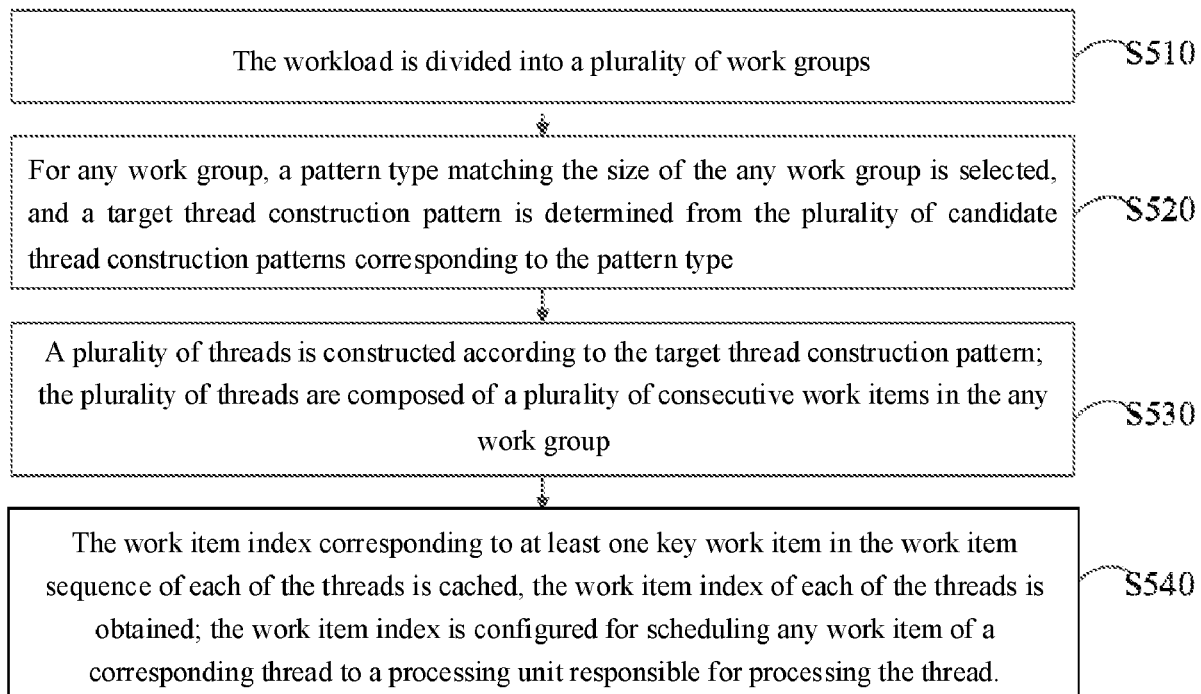 The workload is divided into a plurality of work groups
S510
For any work group, a pattern type matching the size of the any work group is selected,
and a target thread construction pattern is determined from the plurality of candidate
thread construction patterns corresponding to the pattern type
S520
A plurality of threads is constructed according to the target thread construction pattern;
the plurality of threads are composed of a plurality of consecutive work items in the any
work group
S530
The work item index corresponding to at least one key work item in the work item
sequence of each of the threads is cached, the work item index of each of the threads is
obtained; the work item index is configured for scheduling any work item of a
corresponding thread to a processing unit responsible for processing the thread.
S540